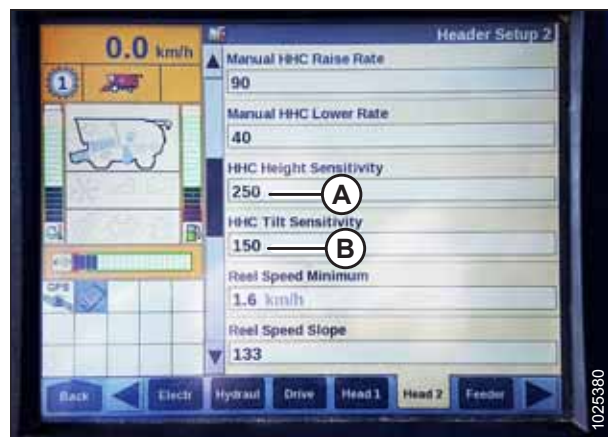 Header Setup 2
0.0 km/h
1
Manual HHC Raise Rate
90
Manual HHC Lower Rate
40
HHC Height Sensitivity
250
A
HHC Tilt Sensitivity
150
B
Reel Speed Minimum
1.6 km/h
Reel Speed Slope
133
GPS
Back
Electr
Hydraul
Drive
Head 1
Head 2
Feeder
1025380